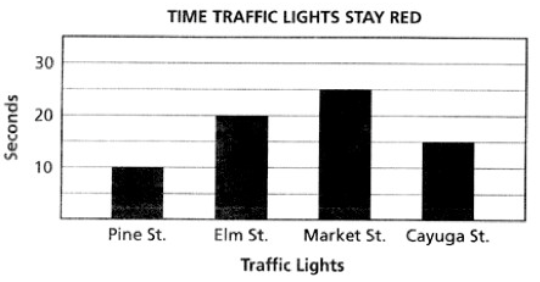 TIME TRAFFIC LIGHTS STAY RED
30
20
10
Seconds
Pine St. Elm St. Market St. Cayuga St.
Traffic Lights